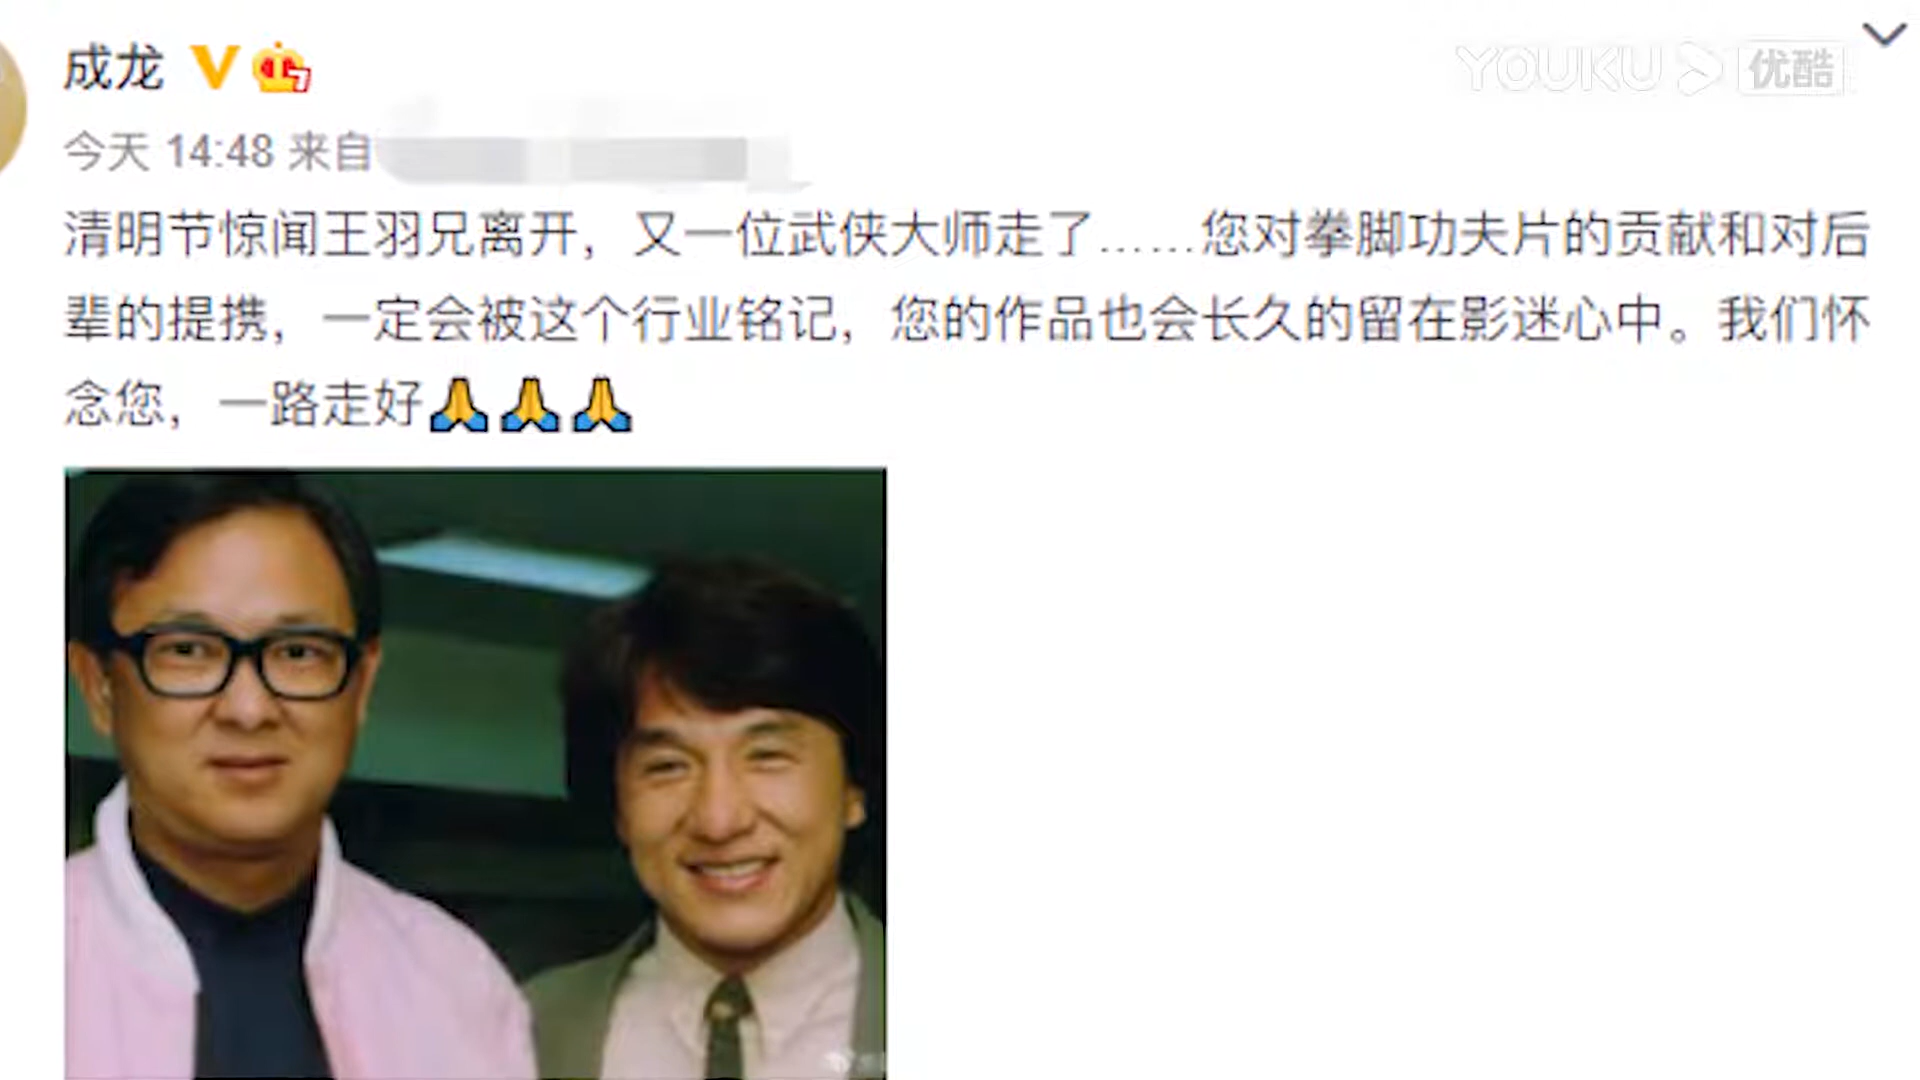 成龙
YOUKU 优酷
今天 14:48 来自
清明节惊闻王羽兄离开，又一位武侠大师走了……您对拳脚功夫片的贡献和对后
辈的提携，一定会被这个行业铭记，您的作品也会长久的留在影迷心中。我们怀
念您，一路走好🙏🙏🙏